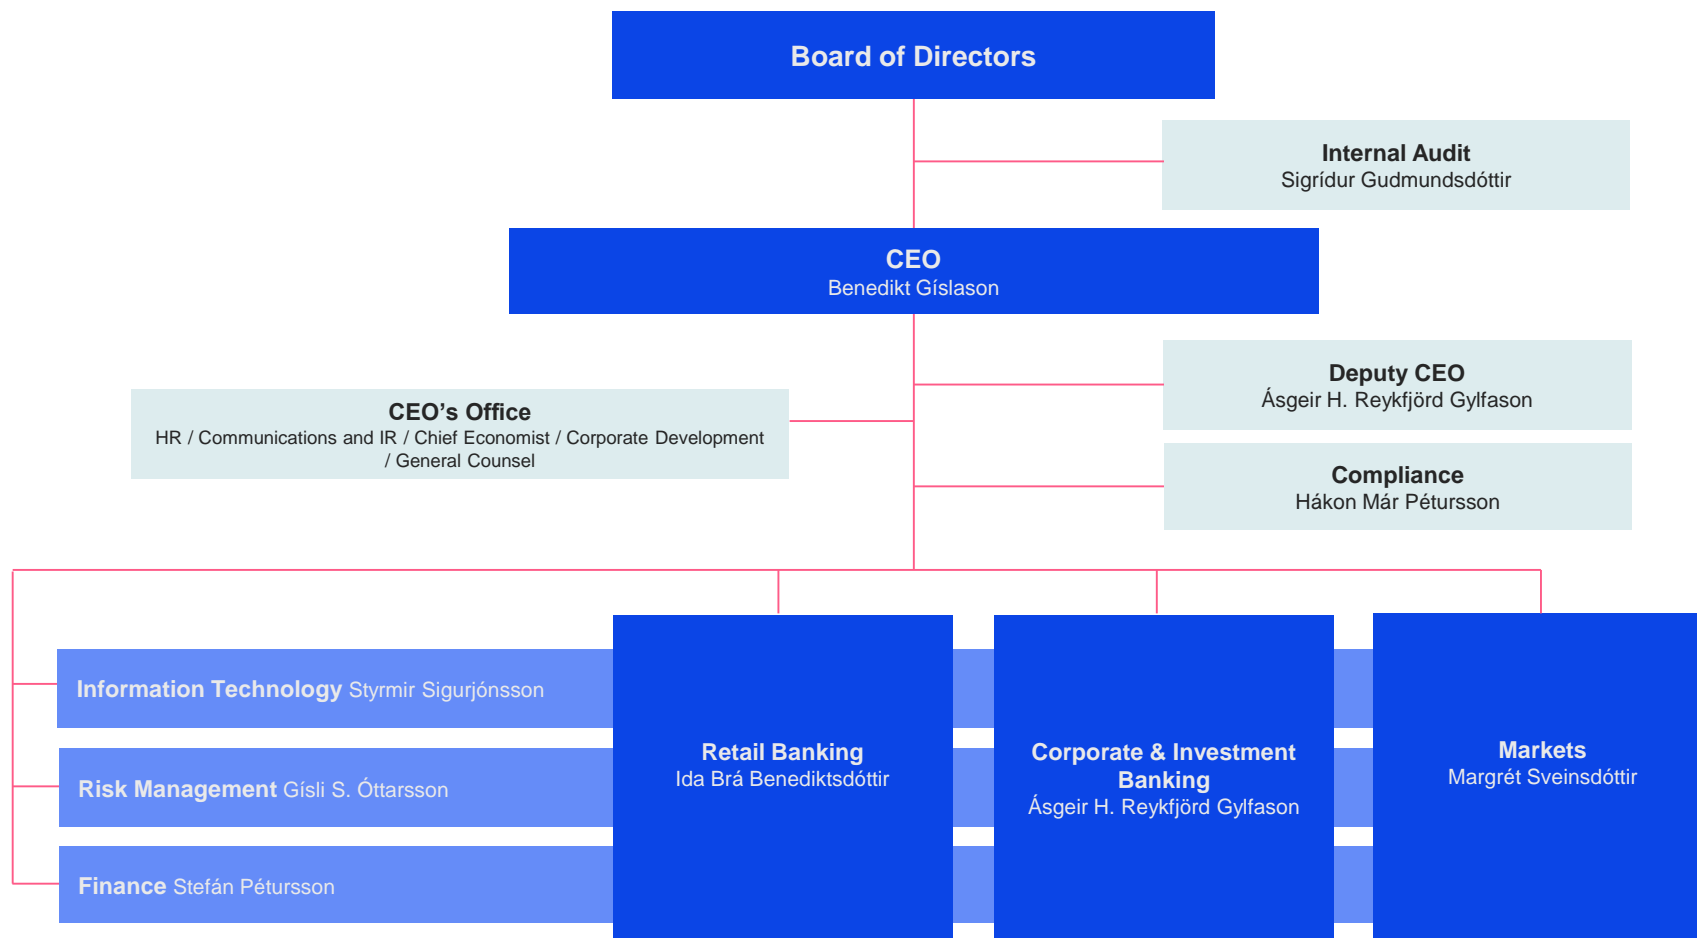 Board of Directors
Internal Audit
Sigrídur Gudmundsdóttir
CEO
Benedikt Gíslason
Deputy CEO
Ásgeir H. Reykfjörd Gylfason
CEO’s Office
HR / Communications and IR / Chief Economist / Corporate Development
/ General Counsel
Compliance
Hákon Már Pétursson
Information Technology Styrmir Sigurjónsson
Risk Management Gísli S. Óttarsson
Finance Stefán Pétursson
Retail Banking
Ida Brá Benediktsdóttir
Corporate & Investment
Banking
Ásgeir H. Reykfjörd Gylfason
Markets
Margrét Sveinsdóttir